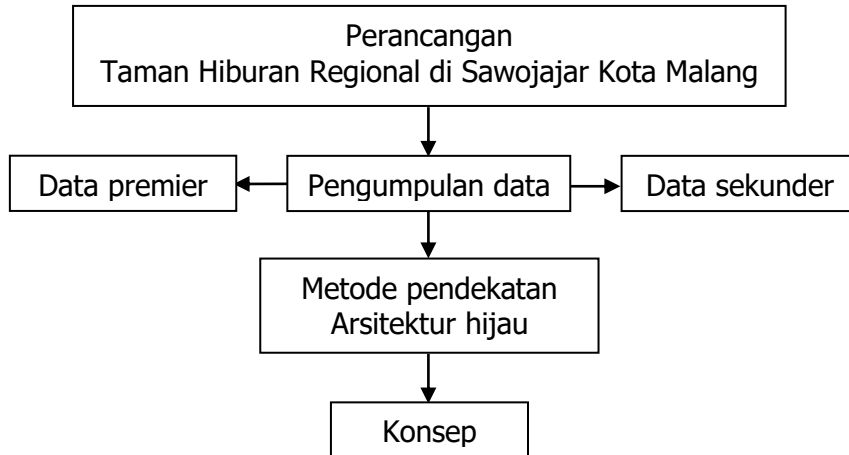 Perancangan
Taman Hiburan Regional di Sawojajar Kota Malang
Data premier
Pengumpulan data
Data sekunder
Metode pendekatan
Arsitektur hijau
Konsep